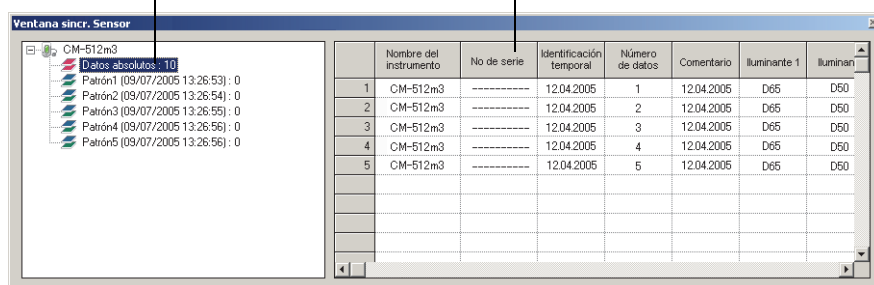 Ventana sincr. Sensor
CM-512m3
Datos absolutos : 10
Patrón1 (09/07/2005 13:26:53) : 0
Patrón2 (09/07/2005 13:26:54) : 0
Patrón3 (09/07/2005 13:26:55) : 0
Patrón4 (09/07/2005 13:26:56) : 0
Patrón5 (09/07/2005 13:26:56) : 0
Nombre del instrumento No de serie Identificación temporal Número de datos Comentario Iluminante 1 Iluminan
1 CM-512m3 ---------- 12.04.2005 1 12.04.2005 D65 D50
2 CM-512m3 ---------- 12.04.2005 2 12.04.2005 D65 D50
3 CM-512m3 ---------- 12.04.2005 3 12.04.2005 D65 D50
4 CM-512m3 ---------- 12.04.2005 4 12.04.2005 D65 D50
5 CM-512m3 ---------- 12.04.2005 5 12.04.2005 D65 D50